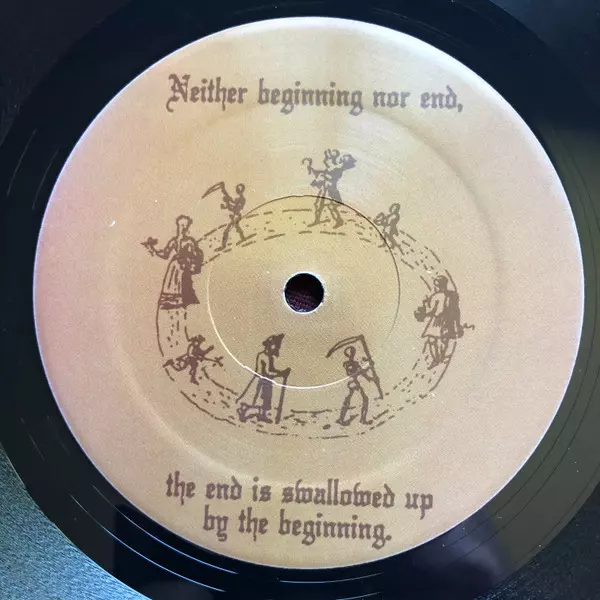 Neither beginning nor end,
the end is swallowed up
by the beginning.